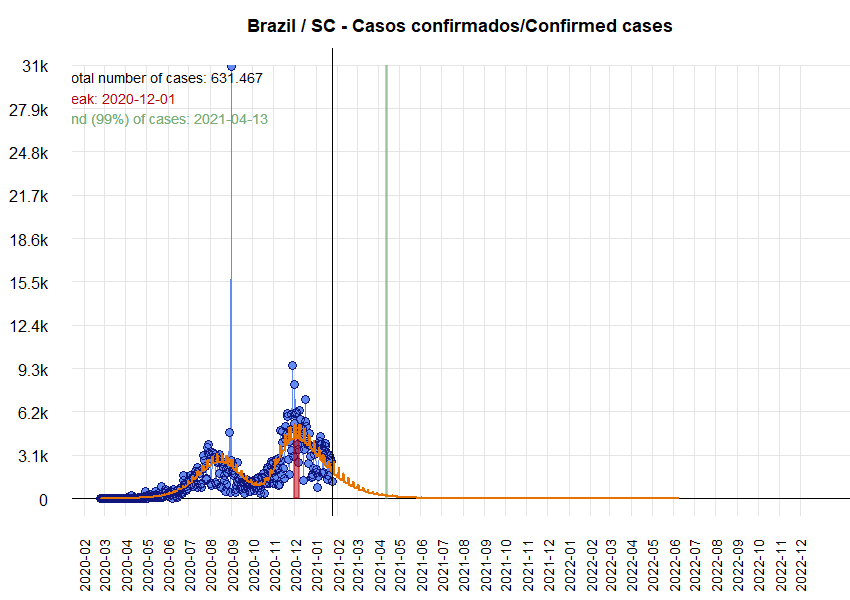 Brazil / SC - Casos confirmados/Confirmed cases
31k
otal number of cases: 631.467
eak: 2020-12-01
27.9k
nd (99%) of cases: 2021-04-13
24.8k
21.7k
18.6k
15.5k
12.4k
9.3k
6.2k
3.1k
0
2020-02
2020-03
2020-04
2020-05
2020-06
2020-07
2020-08
2020-09
2020-10
2020-11
2020-12
2021-01
2021-02
2021-03
2021-04
2021-05
2021-06
2021-07
2021-08
2021-09
2021-10
2021-11
2021-12
2022-01
2022-02
2022-03
2022-04
2022-05
2022-06
2022-07
2022-08
2022-09
2022-10
2022-11
2022-12